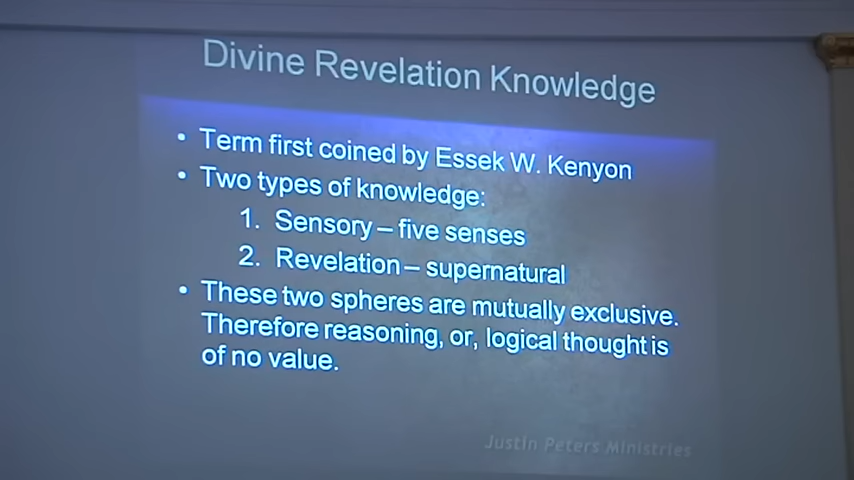 Divine Revelation Knowledge
• Term first coined by Essek W. Kenyon
• Two types of knowledge:
1. Sensory – five senses
2. Revelation – supernatural
• These two spheres are mutually exclusive.
Therefore reasoning, or, logical thought is
of no value.
Justin Peters Ministries